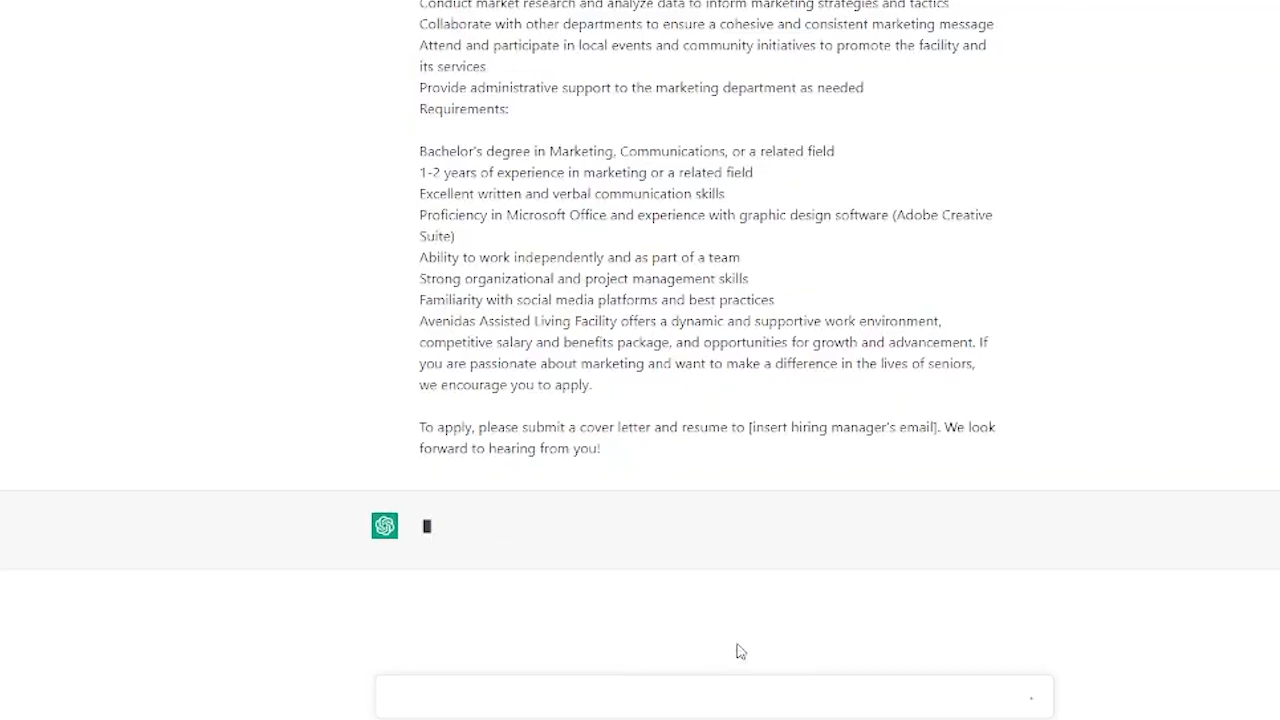 Conduct market research and analyze data to inform marketing strategies and tactics
Collaborate with other departments to ensure a cohesive and consistent marketing message
Attend and participate in local events and community initiatives to promote the facility and
its services
Provide administrative support to the marketing department as needed
Requirements:
Bachelor's degree in Marketing, Communications, or a related field
1-2 years of experience in marketing or a related field
Excellent written and verbal communication skills
Proficiency in Microsoft Office and experience with graphic design software (Adobe Creative
Suite)
Ability to work independently and as part of a team
Strong organizational and project management skills
Familiarity with social media platforms and best practices
Avenidas Assisted Living Facility offers a dynamic and supportive work environment,
competitive salary and benefits package, and opportunities for growth and advancement. If
you are passionate about marketing and want to make a difference in the lives of seniors,
we encourage you to apply.
To apply, please submit a cover letter and resume to [insert hiring manager's email]. We look
forward to hearing from you!